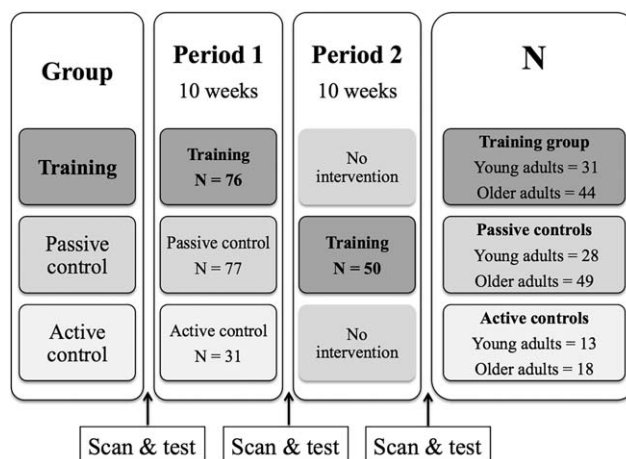 Group
Period 1
10 weeks
Period 2
10 weeks
N
Training
Training
N = 76
No
intervention
Training group
Young adults = 31
Older adults = 44
Passive
control
Passive control
N = 77
Training
N = 50
Passive controls
Young adults = 28
Older adults = 49
Active
control
Active control
N = 31
No
intervention
Active controls
Young adults = 13
Older adults = 18
Scan & test
Scan & test
Scan & test